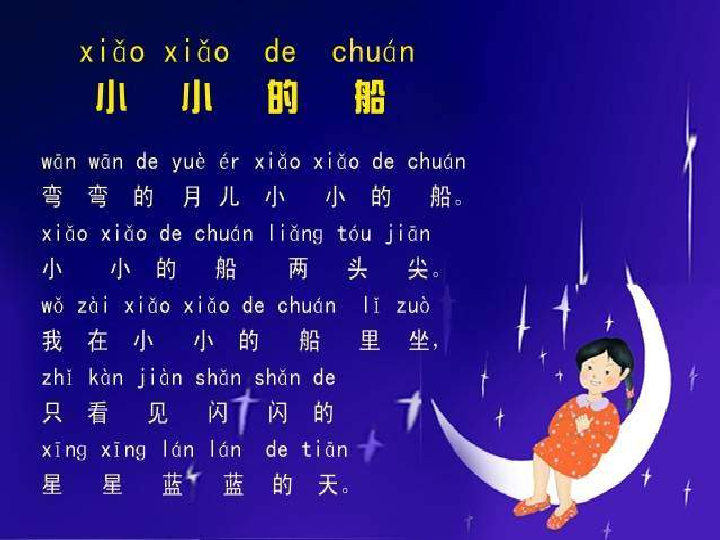 xiǎo xiǎo de chuán
小 小 的 船
wān wān de yuè ér xiǎo xiǎo de chuán
弯 弯 的 月 儿 小 小 的 船。
xiǎo xiǎo de chuán liǎng tóu jiān
小 小 的 船 两 头 尖。
wǒ zài xiǎo xiǎo de chuán lǐ zuò
我 在 小 小 的 船 里 坐，
zhǐ kàn jiàn shǎn shǎn de
只 看 见 闪 闪 的
xīng xīng lán lán de tiān
星 星 蓝 蓝 的 天。